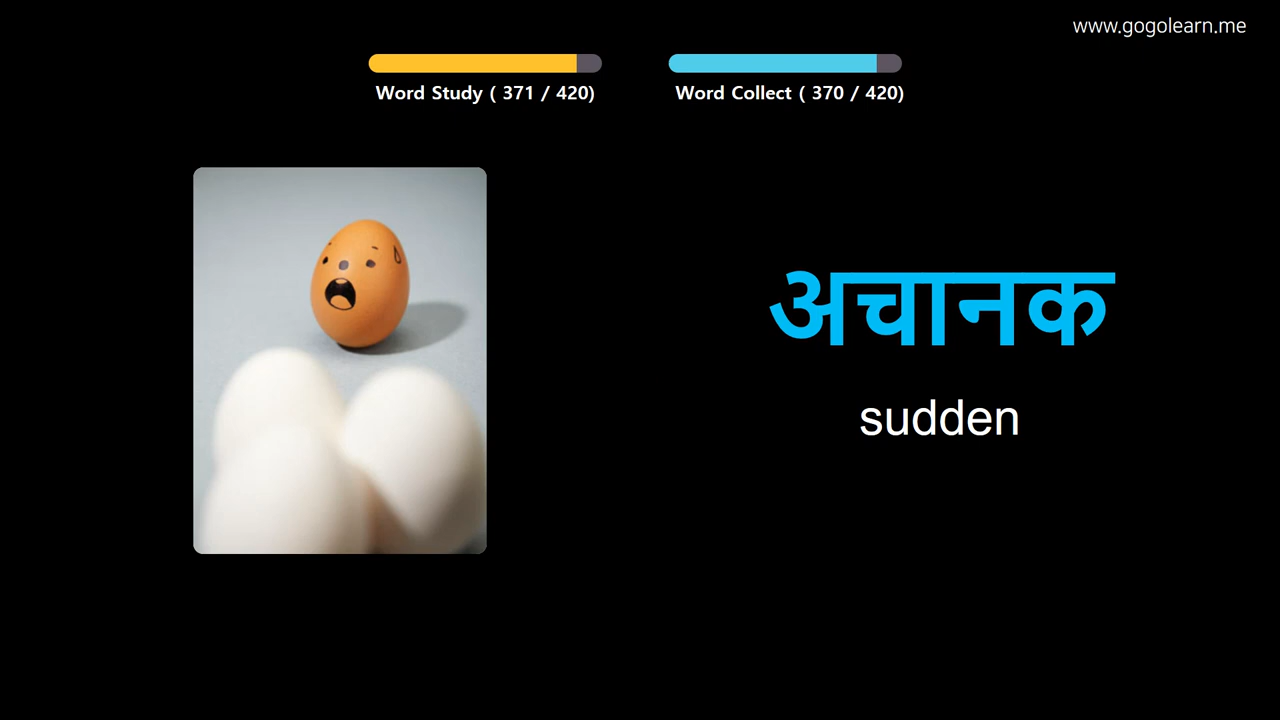 www.gogolearn.me
Word Study ( 371 / 420)
Word Collect ( 370 / 420)
अचानक
sudden